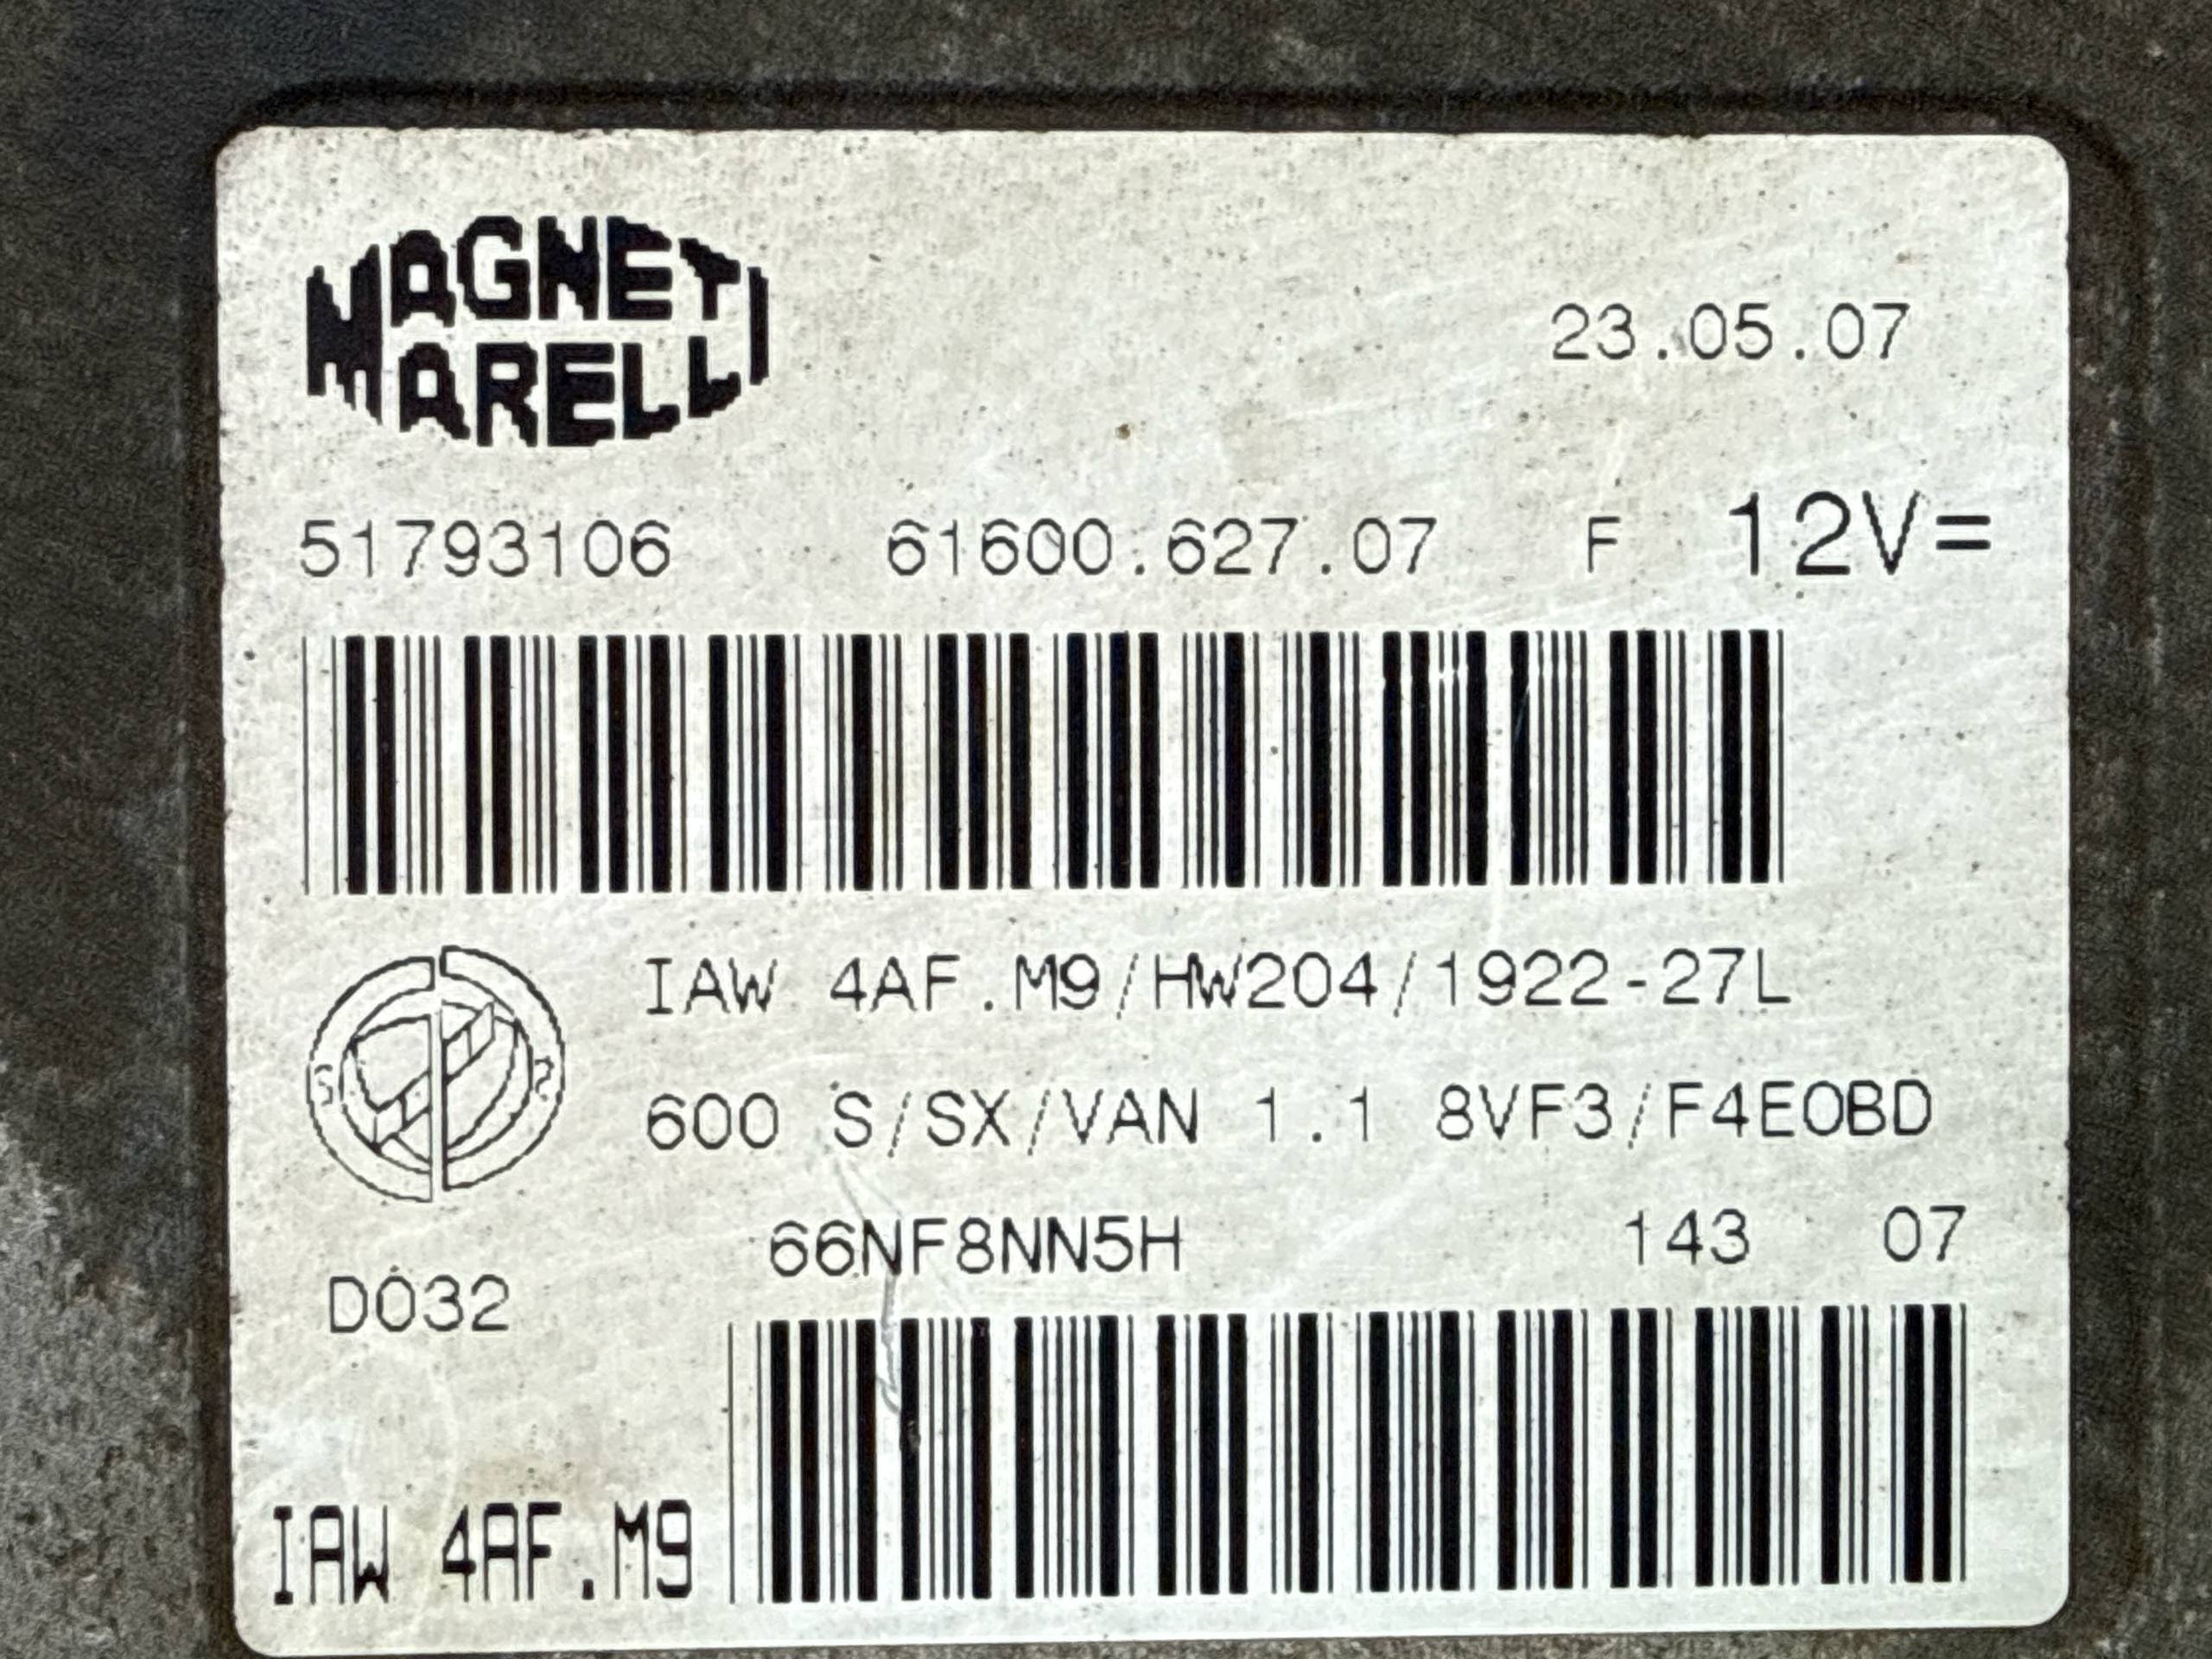 MAGNETI
MARELLI
23.05.07
51793106 61600.627.07 F 12V=
IAW 4AF.M9/HW204/1922-27L
600 S/SX/VAN 1.1 8VF3/F4EOBD
S R
66NF8NN5H 143 07
D032
IAW 4AF.M9